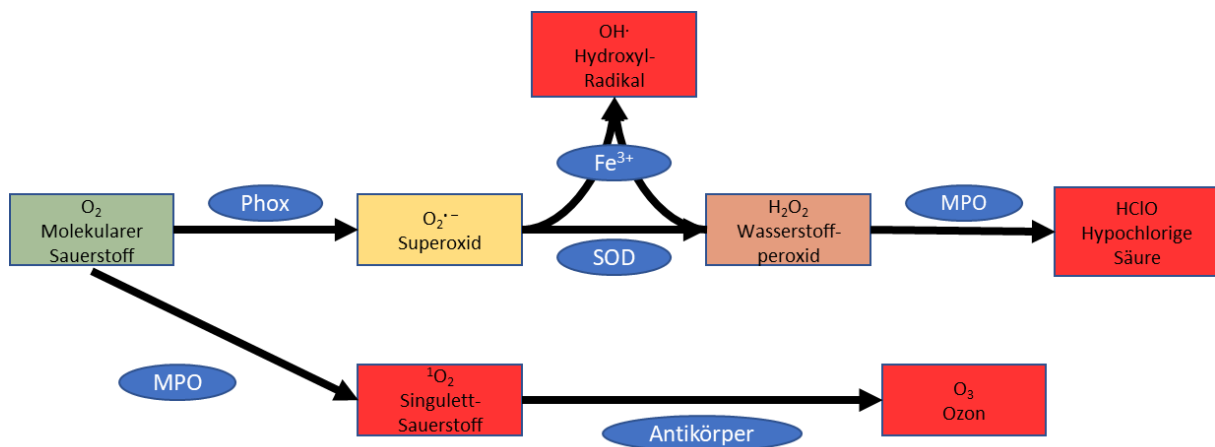 OH·
Hydroxyl-
Radikal
Fe³⁺
Phox
MPO
O₂
Molekularer
Sauerstoff
O₂·⁻
Superoxid
H₂O₂
Wasserstoff-
peroxid
HClO
Hypochlorige
Säure
SOD
MPO
¹O₂
Singulett-
Sauerstoff
O₃
Ozon
Antikörper